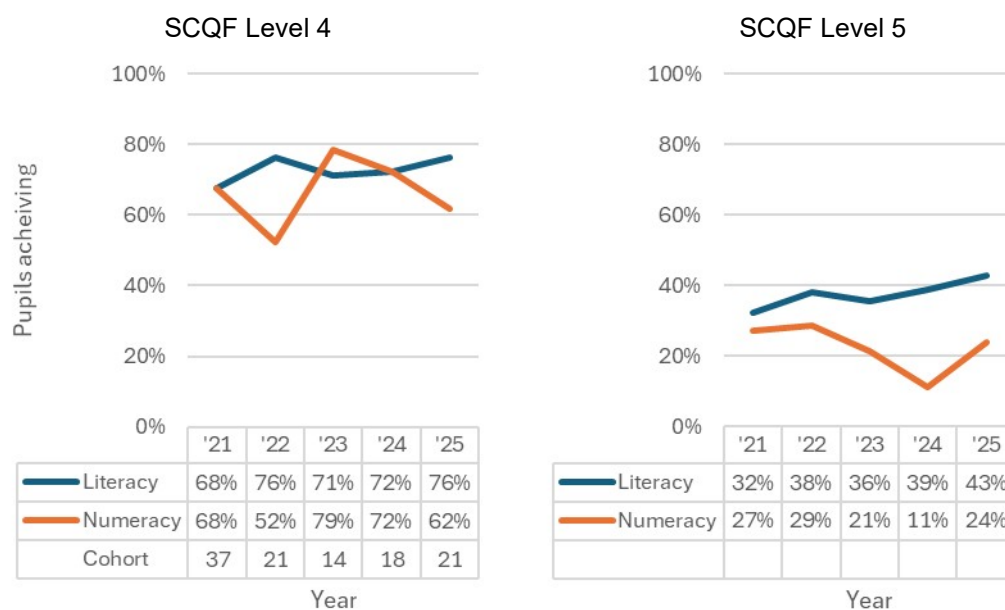 SCQF Level 4
100%
80%
60%
40%
20%
0%
Pupils acheiving
'21 '22 '23 '24 '25
Literacy 68% 76% 71% 72% 76%
Numeracy 68% 52% 79% 72% 62%
Cohort 37 21 14 18 21
Year
SCQF Level 5
100%
80%
60%
40%
20%
0%
'21 '22 '23 '24 '25
Literacy 32% 38% 36% 39% 43%
Numeracy 27% 29% 21% 11% 24%
Year